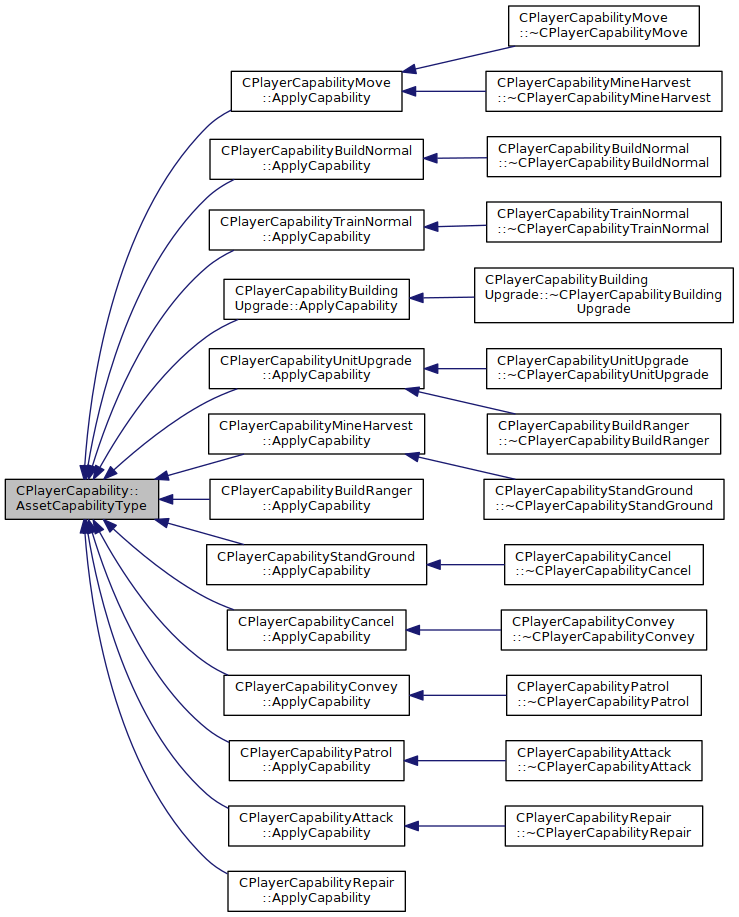 CPlayerCapabilityMove
::~CPlayerCapabilityMove
CPlayerCapabilityMove
::ApplyCapability
CPlayerCapabilityMineHarvest
::~CPlayerCapabilityMineHarvest
CPlayerCapabilityBuildNormal
::ApplyCapability
CPlayerCapabilityBuildNormal
::~CPlayerCapabilityBuildNormal
CPlayerCapabilityTrainNormal
::ApplyCapability
CPlayerCapabilityTrainNormal
::~CPlayerCapabilityTrainNormal
CPlayerCapabilityBuilding
Upgrade::ApplyCapability
CPlayerCapabilityBuilding
Upgrade::~CPlayerCapabilityBuilding
Upgrade
CPlayerCapabilityUnitUpgrade
::ApplyCapability
CPlayerCapabilityUnitUpgrade
::~CPlayerCapabilityUnitUpgrade
CPlayerCapabilityMineHarvest
::ApplyCapability
CPlayerCapabilityBuildRanger
::~CPlayerCapabilityBuildRanger
CPlayerCapability::
AssetCapabilityType
CPlayerCapabilityBuildRanger
::ApplyCapability
CPlayerCapabilityStandGround
::~CPlayerCapabilityStandGround
CPlayerCapabilityStandGround
::ApplyCapability
CPlayerCapabilityCancel
::~CPlayerCapabilityCancel
CPlayerCapabilityCancel
::ApplyCapability
CPlayerCapabilityConvey
::~CPlayerCapabilityConvey
CPlayerCapabilityConvey
::ApplyCapability
CPlayerCapabilityPatrol
::~CPlayerCapabilityPatrol
CPlayerCapabilityPatrol
::ApplyCapability
CPlayerCapabilityAttack
::~CPlayerCapabilityAttack
CPlayerCapabilityAttack
::ApplyCapability
CPlayerCapabilityRepair
::~CPlayerCapabilityRepair
CPlayerCapabilityRepair
::ApplyCapability